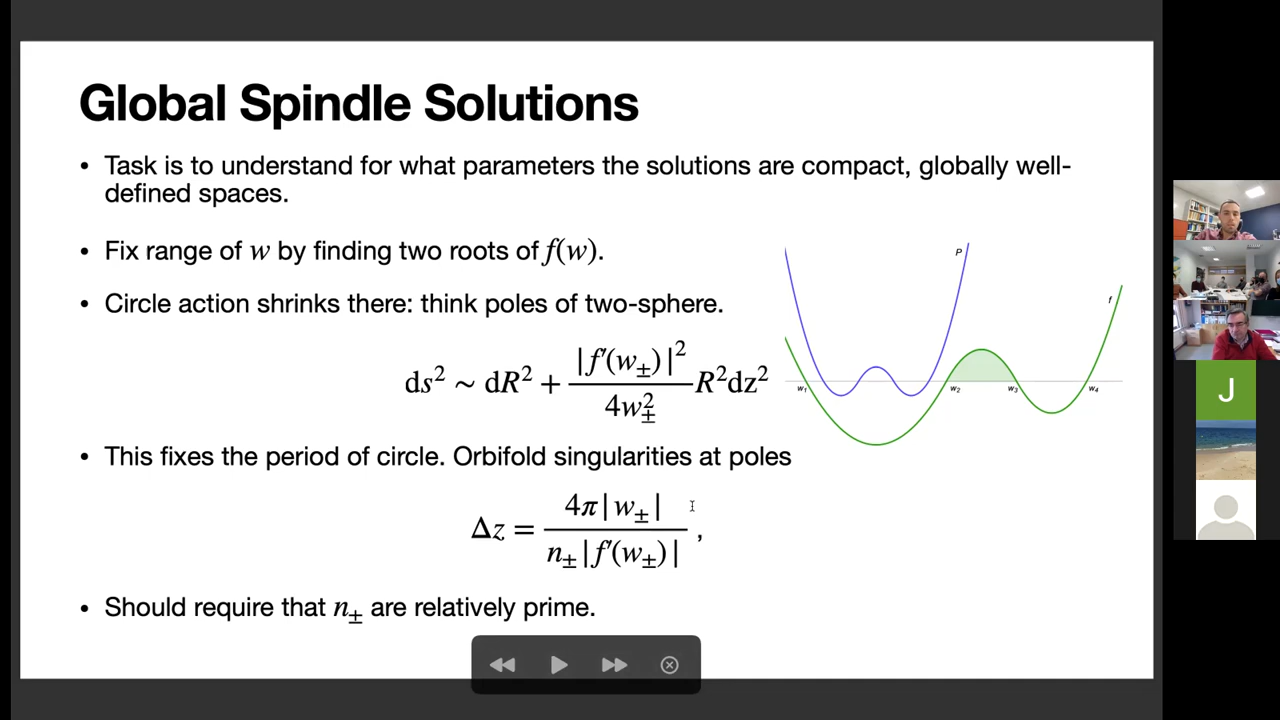 Global Spindle Solutions
• Task is to understand for what parameters the solutions are compact, globally well-
defined spaces.
• Fix range of w by finding two roots of f(w).
• Circle action shrinks there: think poles of two-sphere.
ds² ~ dR² + |f′(w±)|² / 4w±² R²dz²
P
f
w₁ w₂ w₃ w₄
• This fixes the period of circle. Orbifold singularities at poles
Δz = 4π|w±| / n±|f′(w±)| ,
• Should require that n± are relatively prime.
J